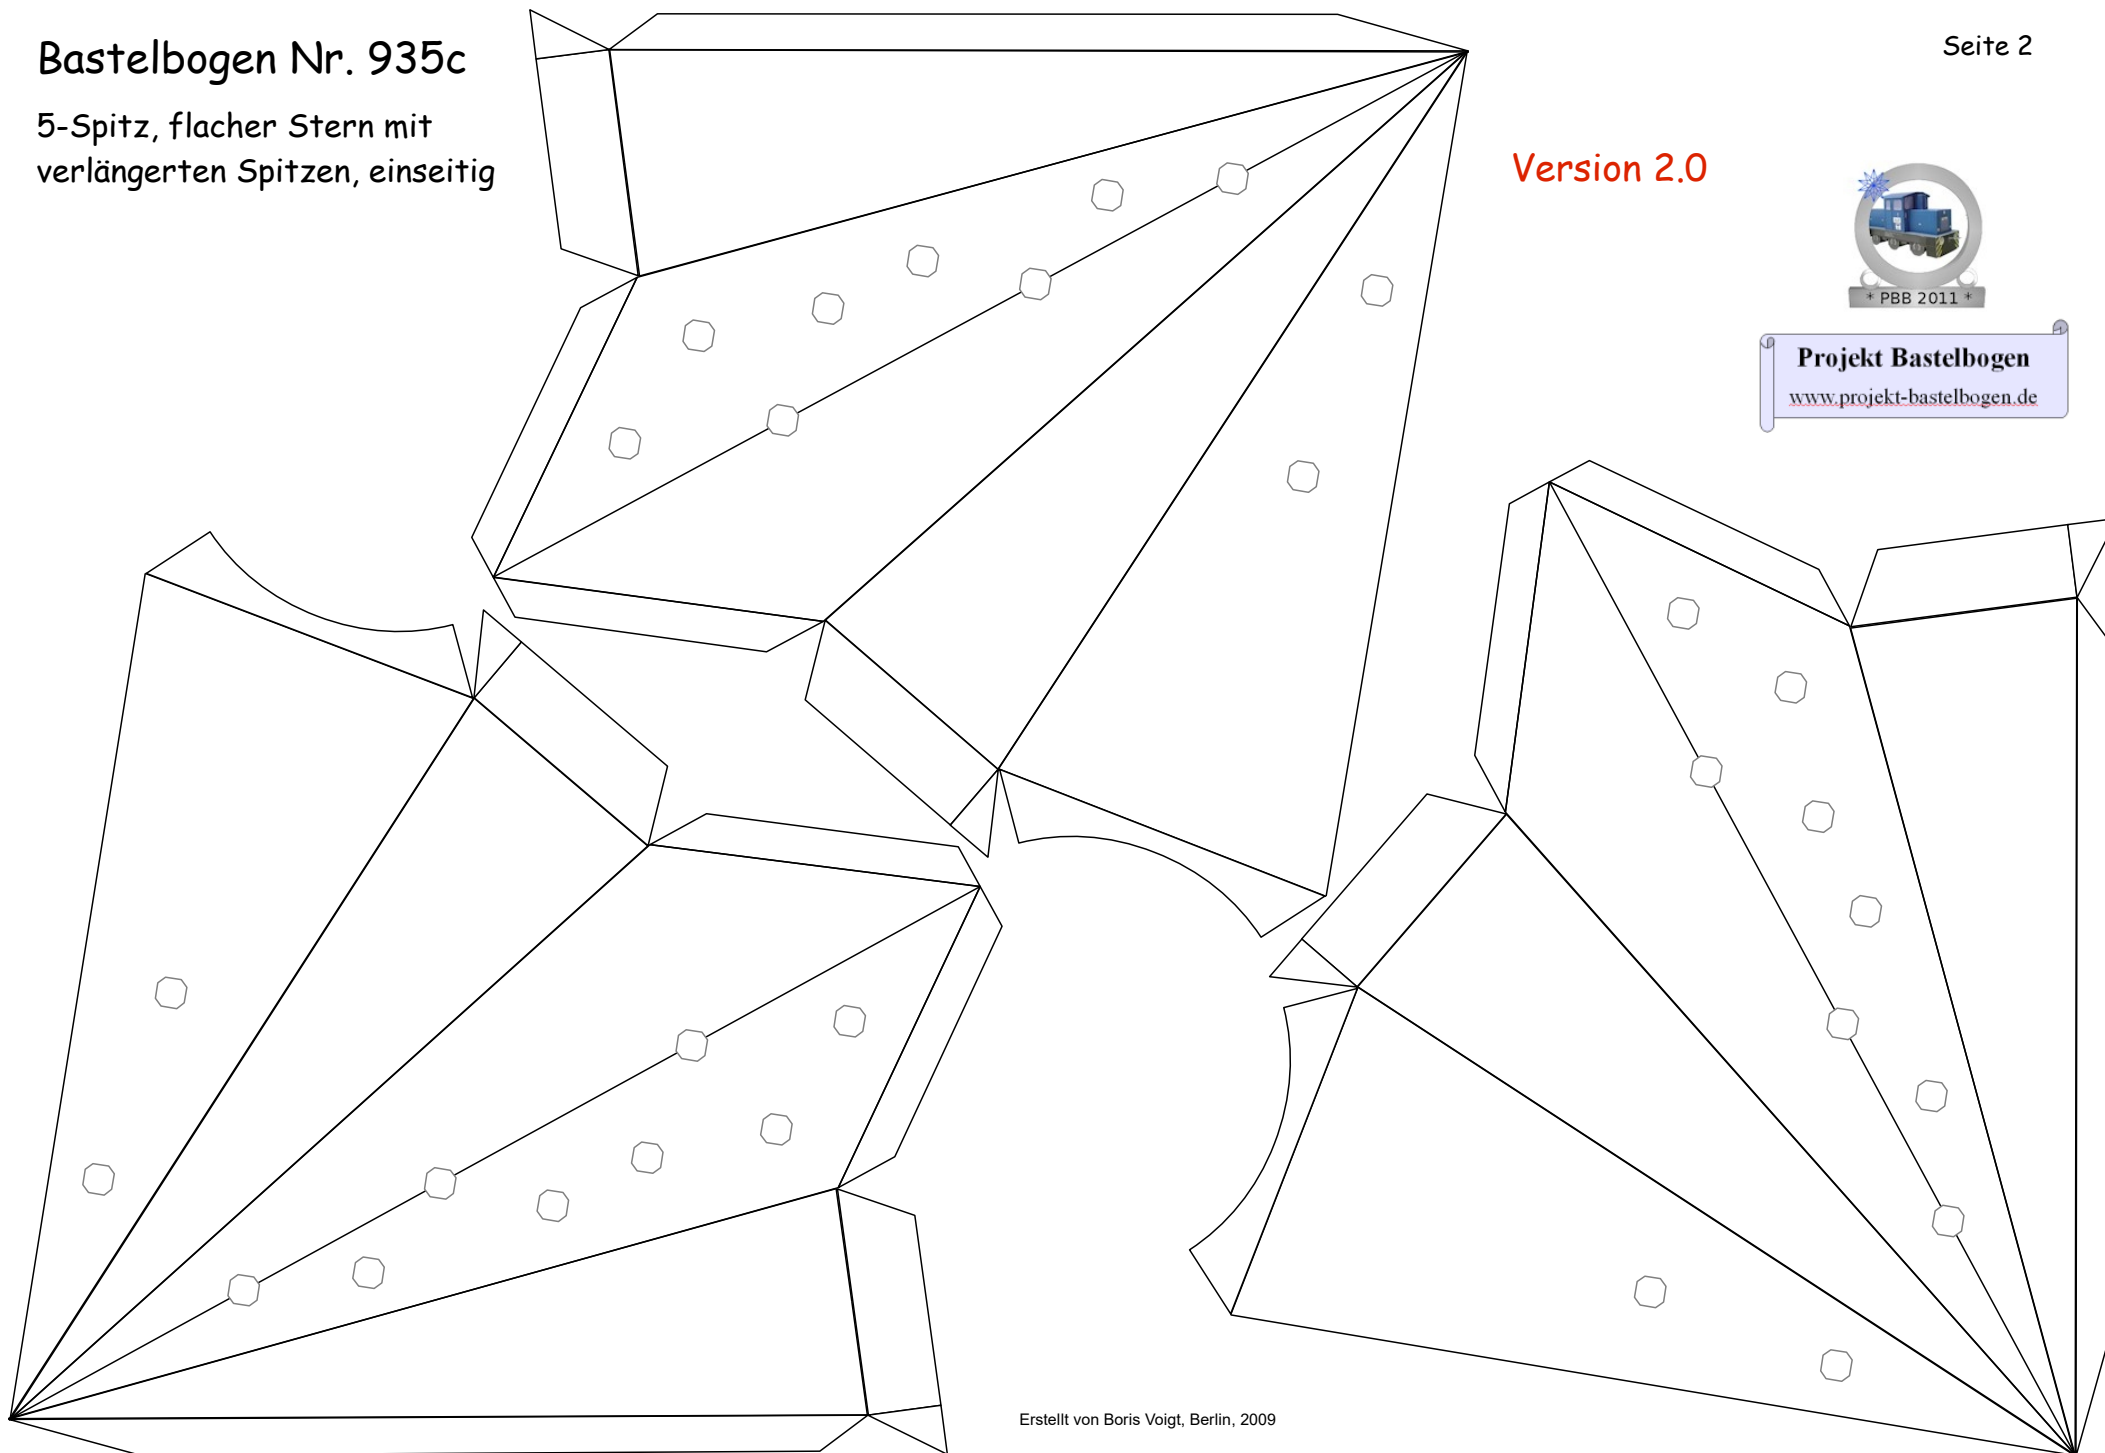 Bastelbogen Nr. 935c
5-Spitz, flacher Stern mit
verlängerten Spitzen, einseitig
Seite 2
Version 2.0
* PBB 2011 *
Projekt Bastelbogen
www.projekt-bastelbogen.de
Erstellt von Boris Voigt, Berlin, 2009